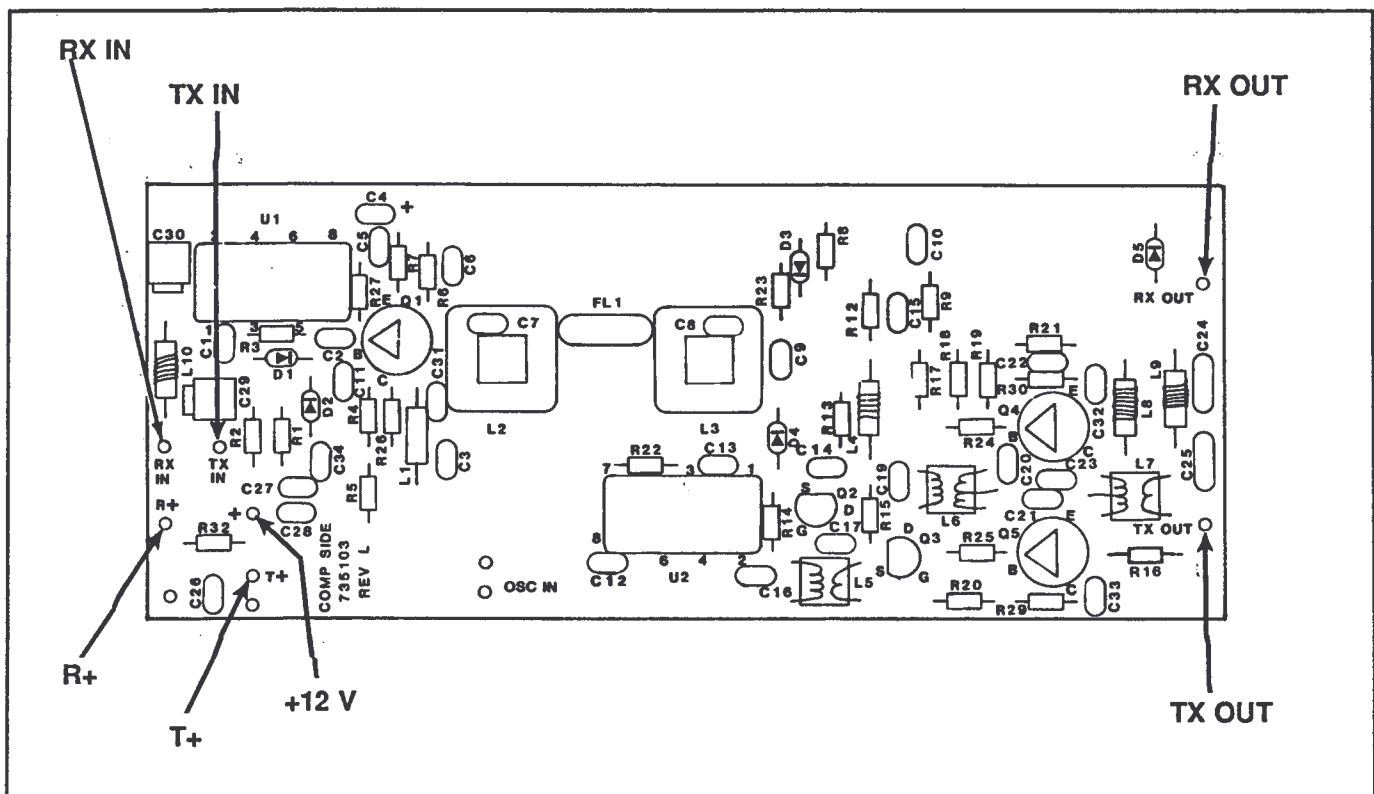 RX IN
TX IN
RX OUT
C4
+
U1
C30
2
4
6
8
C5
R7
R6
C6
D3
R8
C10
D5
RX OUT
R27
E
Q1
R23
R12
C15
R9
FL1
C7
C8
C1
1
3
5
R3
C2
B
C
C9
R21
C24
L10
D1
C11
C31
R18
R19
C22
R17
R30
E
C29
D2
R4
R26
L2
L3
R13
L4
Q4
C32
L8
L9
R2
R1
L1
C3
D4
R24
B
C
RX
IN
TX
IN
C34
R22
C13
C14
7
3
1
C19
C20
C23
L7
C25
C27
R5
S
Q2
D
G
R15
L6
C21
TX OUT
R+
+
C28
R32
R14
C17
D
Q3
S
G
R25
Q5
E
B
C
R16
COMP SIDE
735103
REV L
8
6
4
2
U2
C12
C16
L5
OSC IN
T+
C26
R20
R29
C33
R+
T+
+12 V
TX OUT